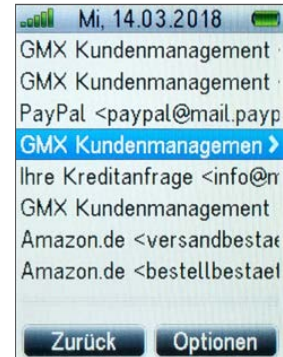 Mi, 14.03.2018
GMX Kundenmanagement
GMX Kundenmanagement
PayPal <paypal@mail.payp
GMX Kundenmanagemen
Ihre Kreditanfrage <info@
GMX Kundenmanagement
Amazon.de <versandbestae
Amazon.de <bestellbestaet
Zurück Optionen